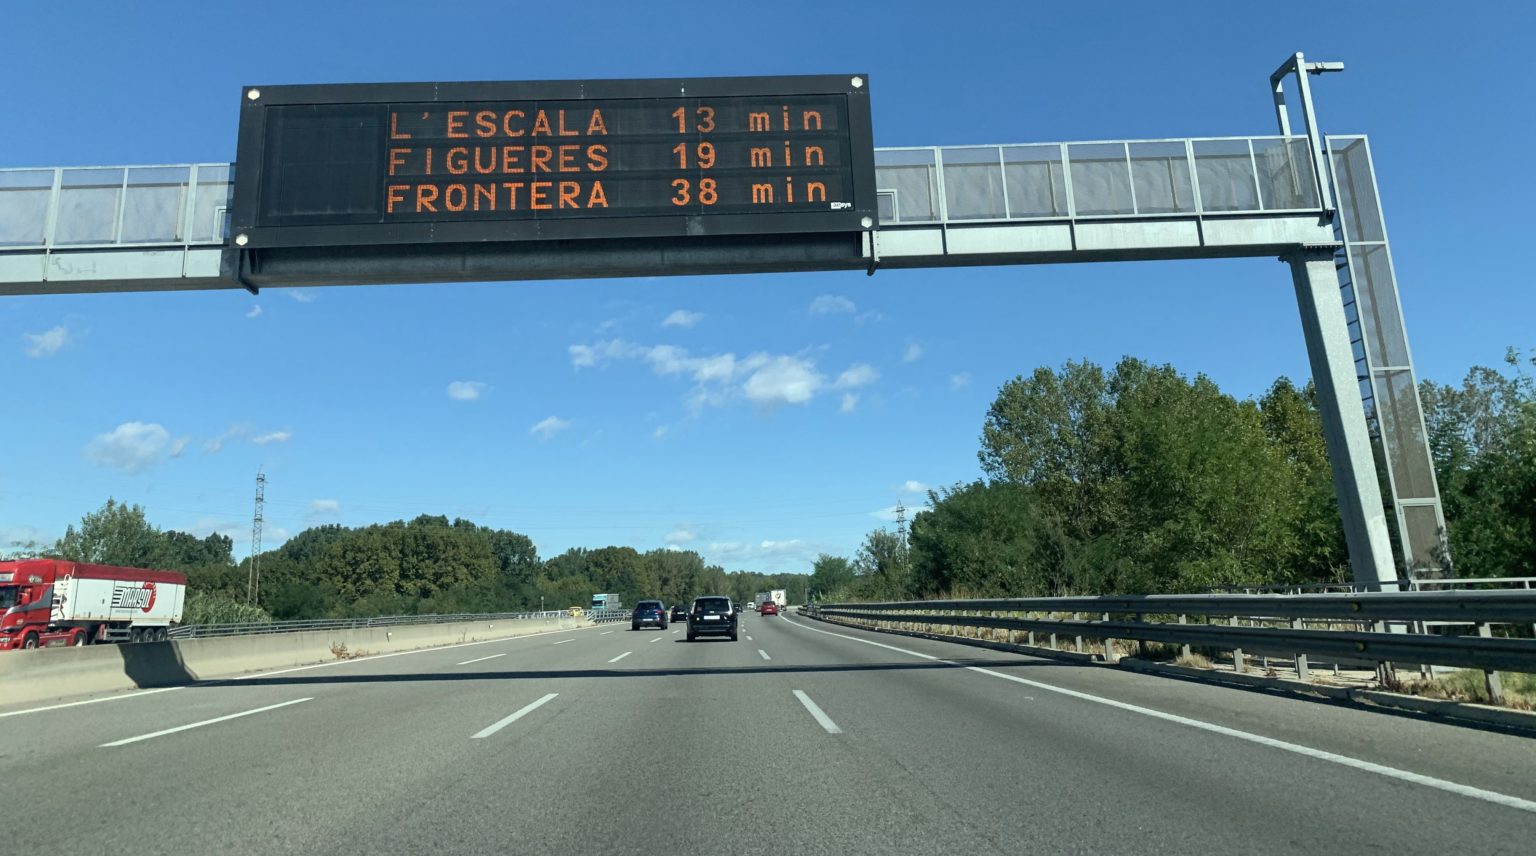 L'ESCALA 13 min
FIGUERES 19 min
FRONTERA 38 min